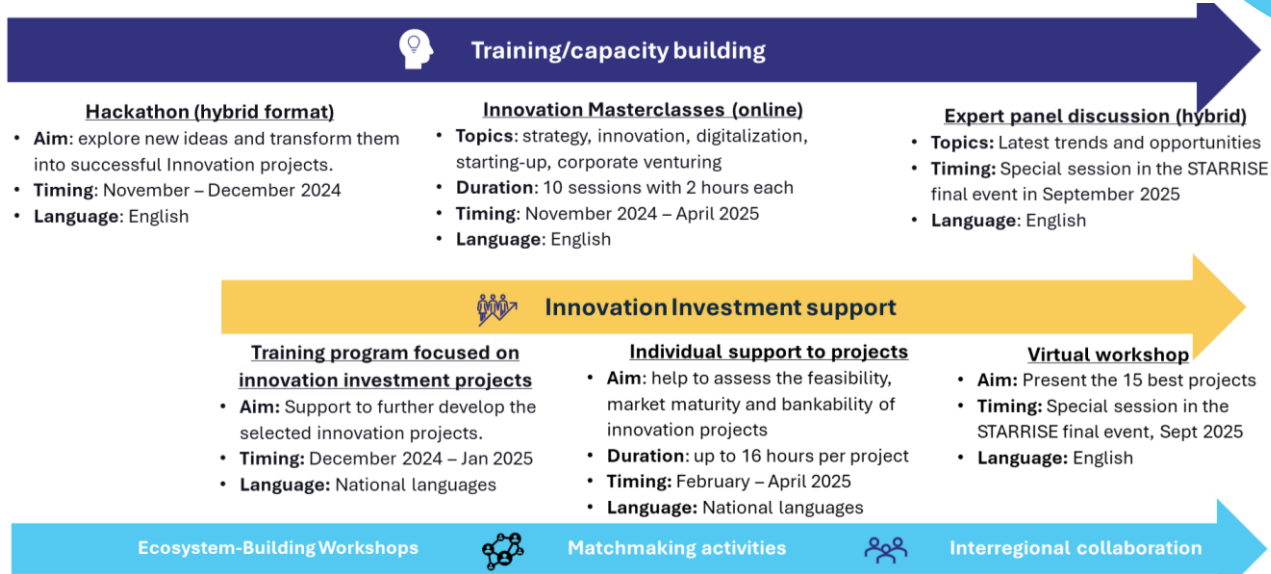 Training/capacity building
Hackathon (hybrid format)
• Aim: explore new ideas and transform them
into successful Innovation projects.
• Timing: November – December 2024
• Language: English
Innovation Masterclasses (online)
• Topics: strategy, innovation, digitalization,
starting-up, corporate venturing
• Duration: 10 sessions with 2 hours each
• Timing: November 2024 – April 2025
• Language: English
Expert panel discussion (hybrid)
• Topics: Latest trends and opportunities
• Timing: Special session in the STARRISE
final event in September 2025
• Language: English
Innovation Investment support
Training program focused on
innovation investment projects
• Aim: Support to further develop the
selected innovation projects.
• Timing: December 2024 – Jan 2025
• Language: National languages
Individual support to projects
• Aim: help to assess the feasibility,
market maturity and bankability of
innovation projects
• Duration: up to 16 hours per project
• Timing: February – April 2025
• Language: National languages
Virtual workshop
• Aim: Present the 15 best projects
• Timing: Special session in the
STARRISE final event, Sept 2025
• Language: English
Ecosystem-Building Workshops
Matchmaking activities
Interregional collaboration